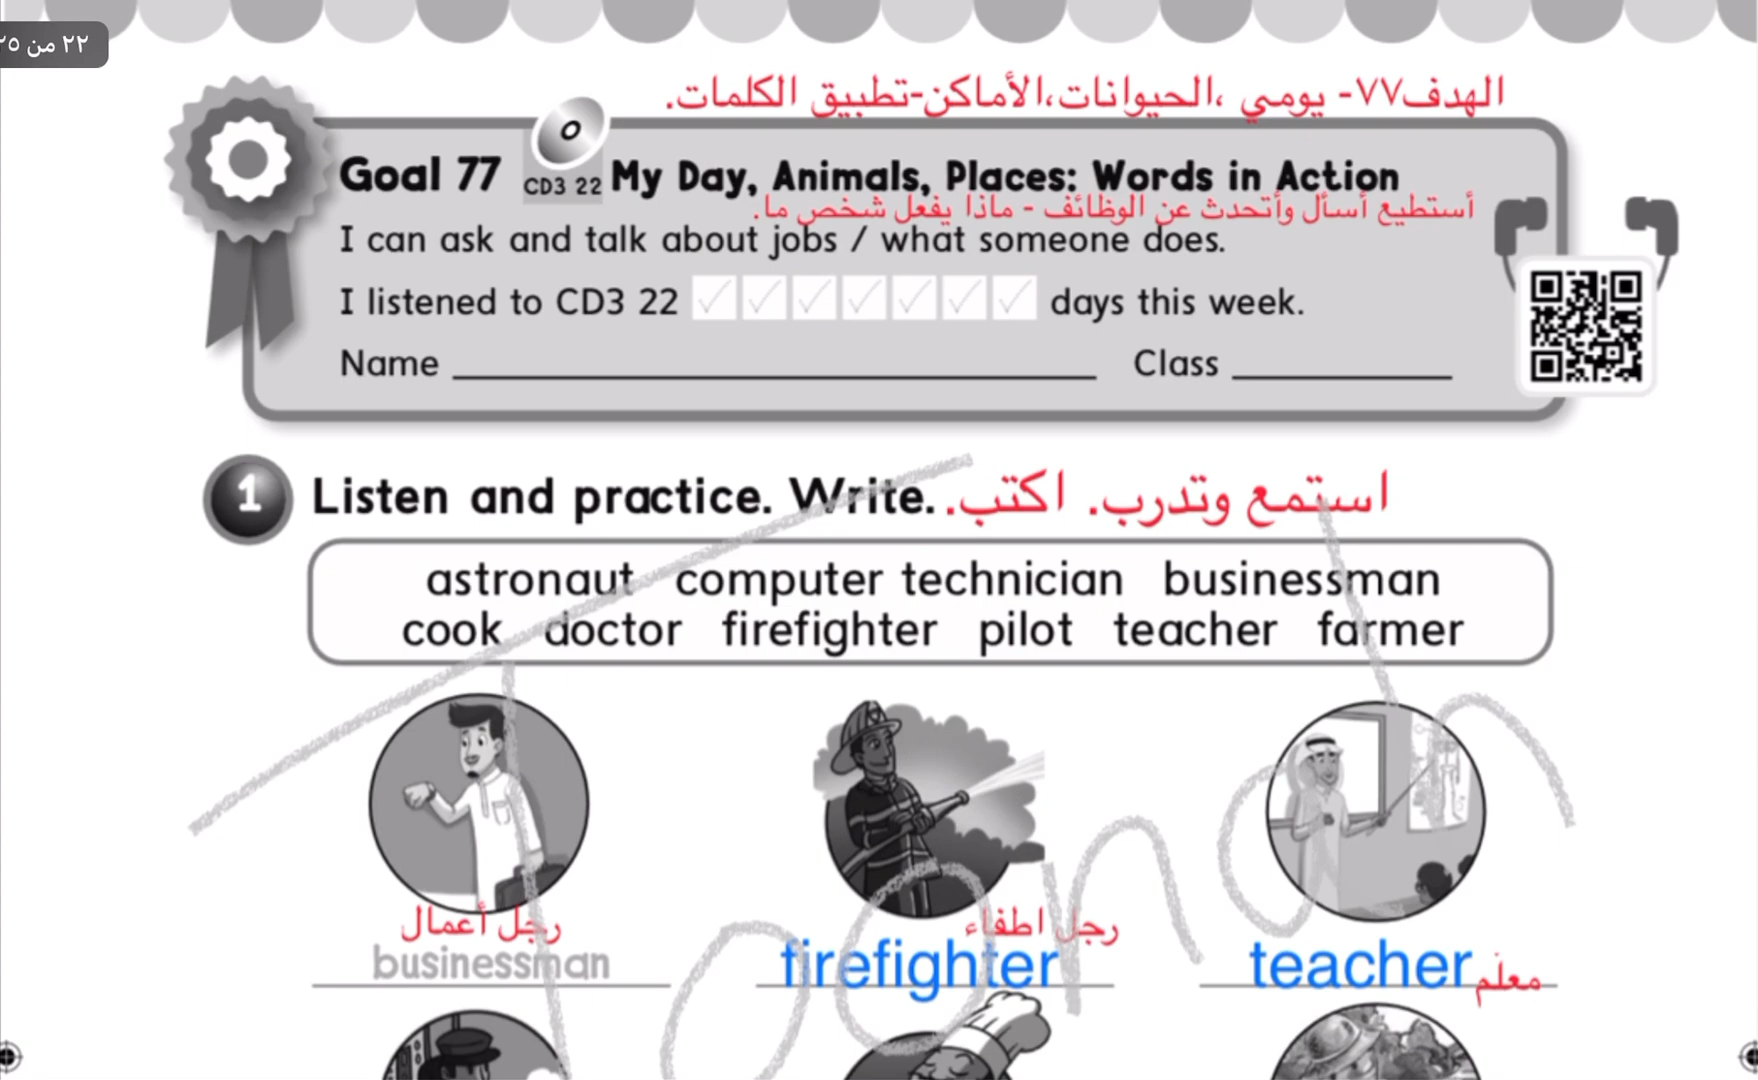 ٢٢ من ٢٥
الهدف٧٧- يومي ،الحيوانات،الأماكن-تطبيق الكلمات.
Goal 77 CD3 22 My Day, Animals, Places: Words in Action
أستطيع أسأل وأتحدث عن الوظائف - ماذا يفعل شخص ما.
I can ask and talk about jobs / what someone does.
I listened to CD3 22 days this week.
Name Class
1 Listen and practice. Write. استمع وتدرب. اكتب.
astronaut computer technician businessman
cook doctor firefighter pilot teacher farmer
رجل أعمال
رجل اطفاء
businessman firefighter teacher معلم